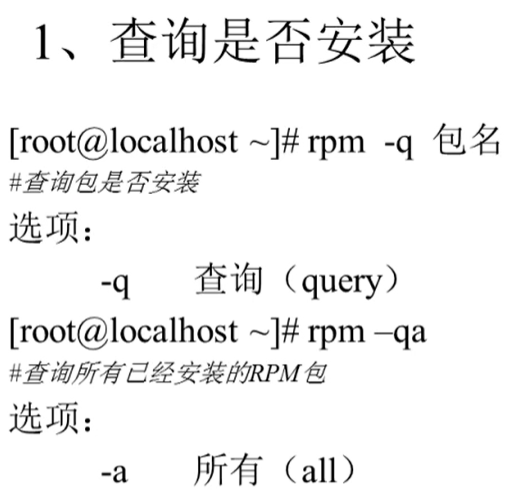 1、查询是否安装
[root@localhost ~]# rpm -q 包名
#查询包是否安装
选项：
-q 查询（query）
[root@localhost ~]# rpm –qa
#查询所有已经安装的RPM包
选项：
-a 所有（all）